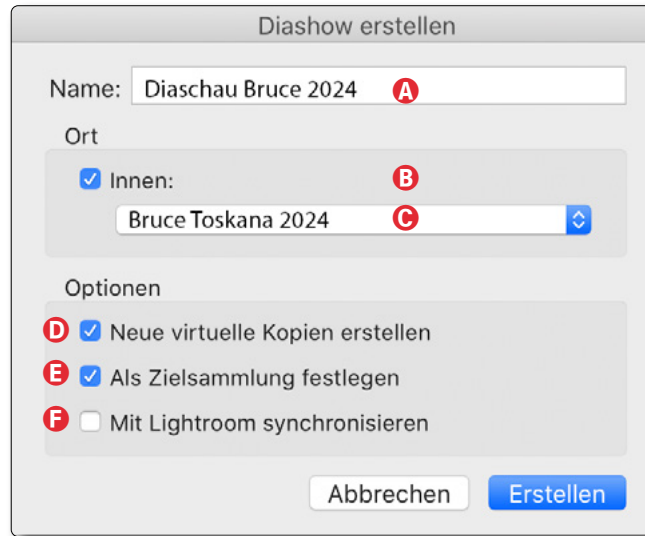 Diashow erstellen
Name: Diaschau Bruce 2024 A
Ort
Innen: B
Bruce Toskana 2024 C
Optionen
D Neue virtuelle Kopien erstellen
E Als Zielsammlung festlegen
F Mit Lightroom synchronisieren
Abbrechen Erstellen